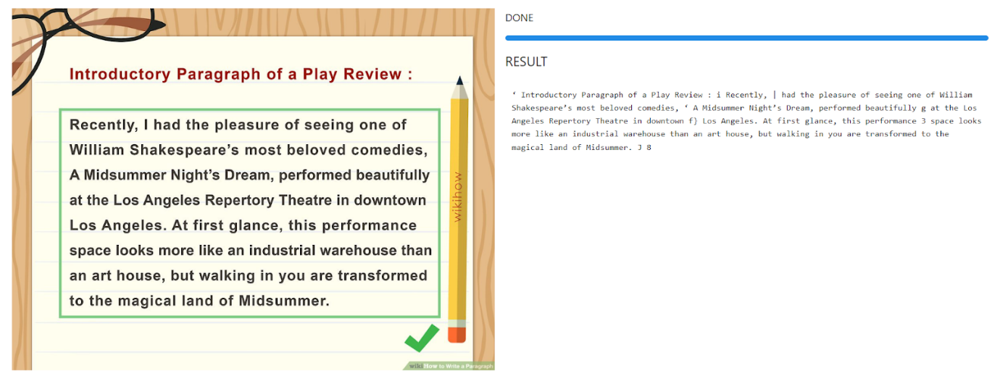 Introductory Paragraph of a Play Review :
Recently, I had the pleasure of seeing one of
William Shakespeare's most beloved comedies,
A Midsummer Night's Dream, performed beautifully
at the Los Angeles Repertory Theatre in downtown
Los Angeles. At first glance, this performance
space looks more like an industrial warehouse than
an art house, but walking in you are transformed
to the magical land of Midsummer.
wikihow
wikiHow to Write a Paragraph
DONE
RESULT
‘ Introductory Paragraph of a Play Review : i Recently, | had the pleasure of seeing one of William
Shakespeare’s most beloved comedies, ‘ A Midsummer Night’s Dream, performed beautifully g at the Los
Angeles Repertory Theatre in downtown f} Los Angeles. At first glance, this performance 3 space looks
more like an industrial warehouse than an art house, but walking in you are transformed to the
magical land of Midsummer. J 8